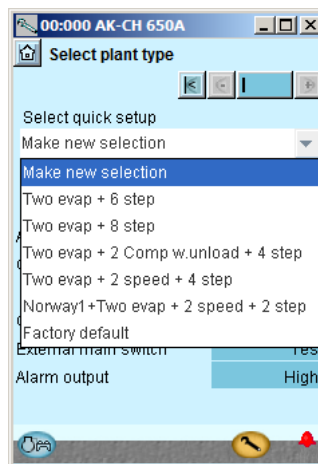 00:000 AK-CH 650A
Select plant type
Select quick setup
Make new selection
Make new selection
Two evap + 6 step
Two evap + 8 step
Two evap + 2 Comp w.unload + 4 step
Two evap + 2 speed + 4 step
Norway1+Two evap + 2 speed + 2 step
Factory default
External main switch
Alarm output High